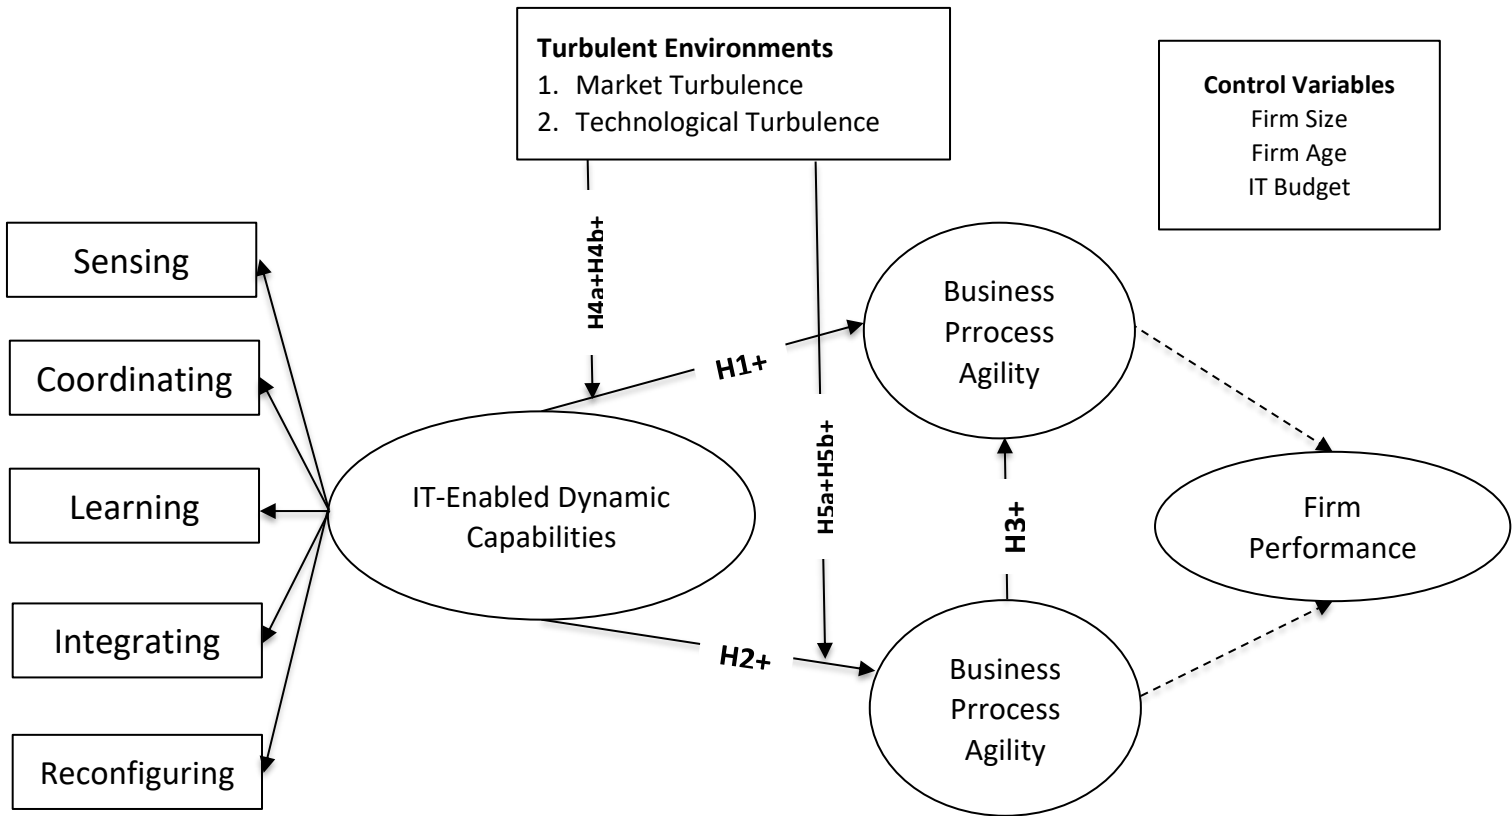 Turbulent Environments
1. Market Turbulence
2. Technological Turbulence
Control Variables
Firm Size
Firm Age
IT Budget
Sensing
Coordinating
Learning
Integrating
Reconfiguring
H4a+H4b+
H1+
Business
Prrocess
Agility
IT-Enabled Dynamic
Capabilities
H5a+H5b+
H3+
Firm
Performance
H2+
Business
Prrocess
Agility